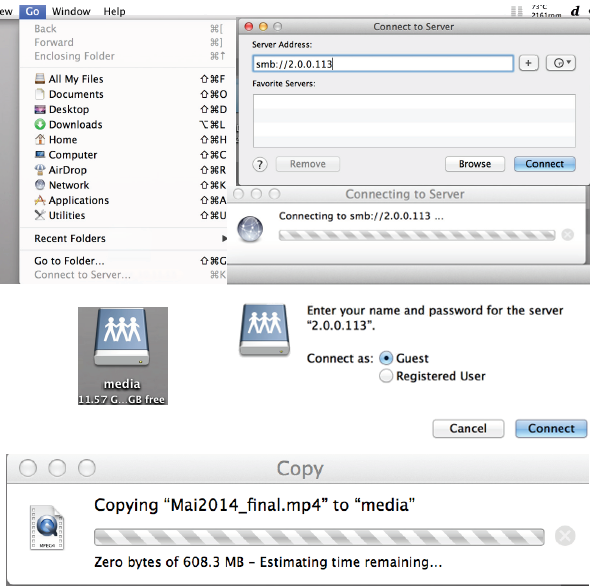 ew Go Window Help
73°C
2161rpm
Back ⌘[
Forward ⌘]
Enclosing Folder ⌘↑
All My Files ⇧⌘F
Documents ⇧⌘O
Desktop ⇧⌘D
Downloads ⌥⌘L
Home ⇧⌘H
Computer ⇧⌘C
AirDrop ⇧⌘R
Network ⇧⌘K
Applications ⇧⌘A
Utilities ⇧⌘U
Recent Folders
Go to Folder... ⇧⌘G
Connect to Server... ⌘K
Connect to Server
Server Address:
smb://2.0.0.113
+
Favorite Servers:
? Remove Browse Connect
Connecting to Server
Connecting to smb://2.0.0.113 ...
media
11.57 G...GB free
Enter your name and password for the server
“2.0.0.113”.
Connect as: Guest
Registered User
Cancel Connect
Copy
MPEG4
Copying “Mai2014_final.mp4” to “media”
Zero bytes of 608.3 MB – Estimating time remaining...